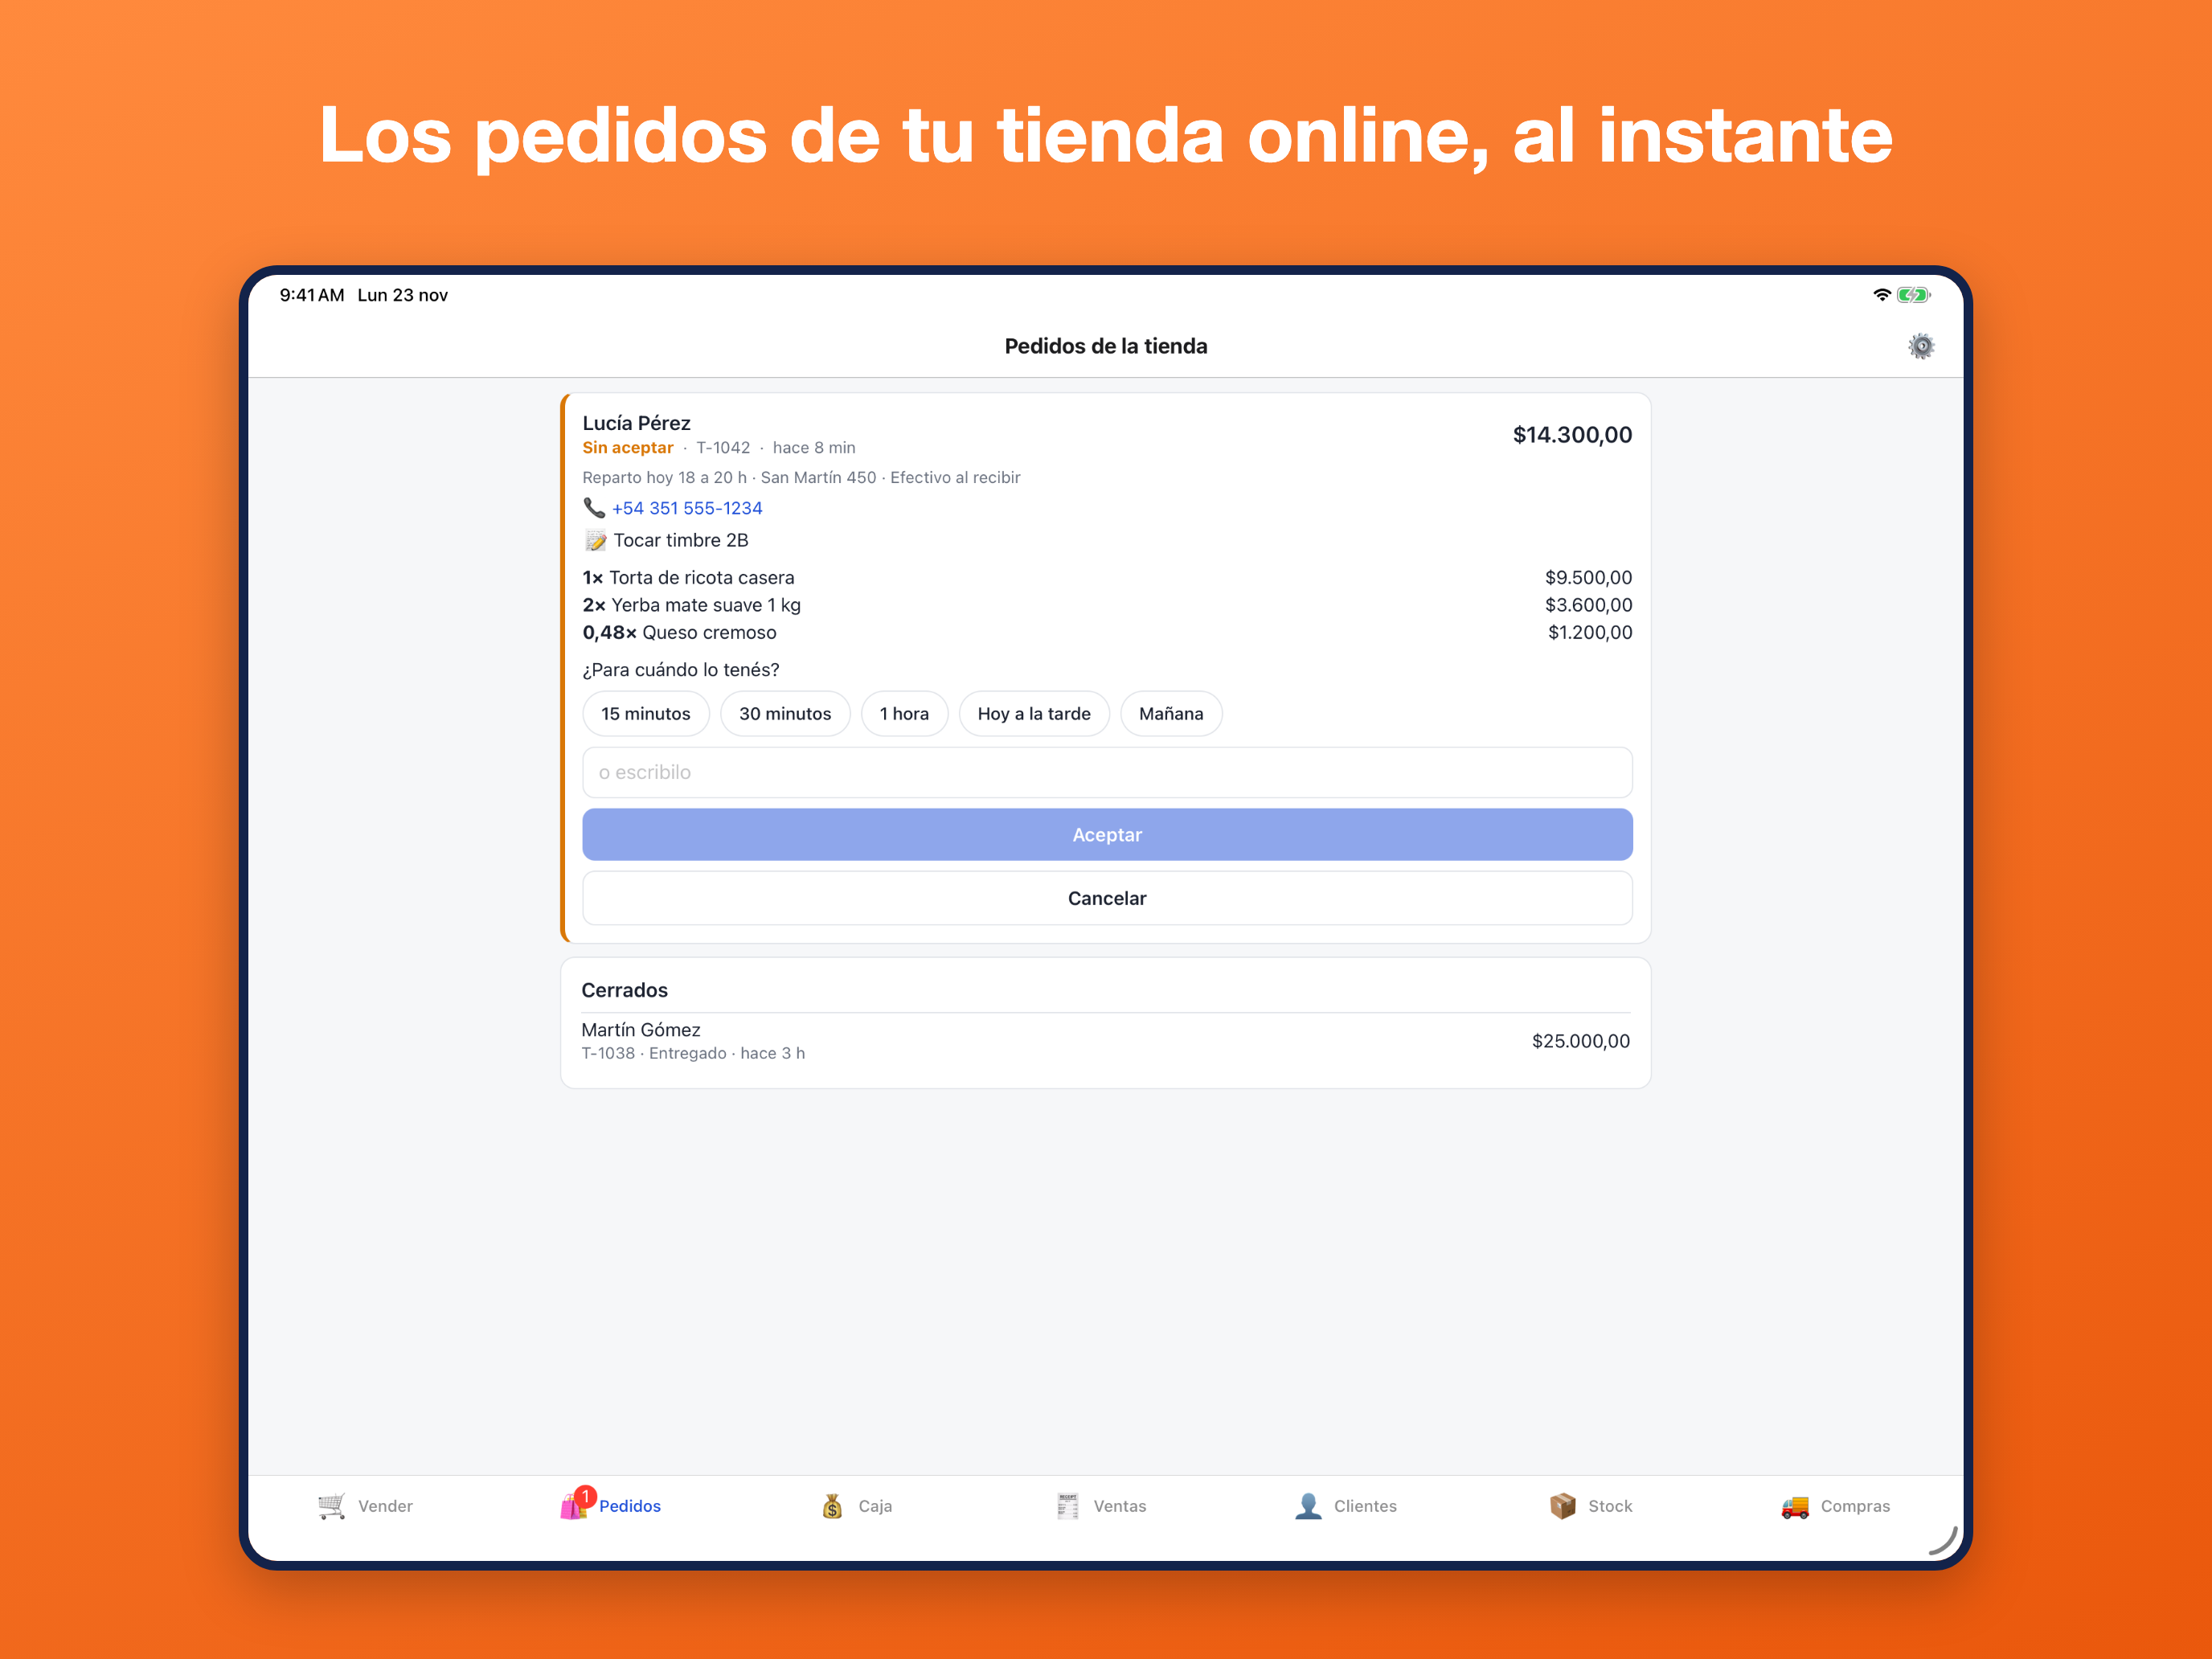 Los pedidos de tu tienda online, al instante
9:41 AM Lun 23 nov
Pedidos de la tienda
Lucía Pérez
$14.300,00
Sin aceptar · T-1042 · hace 8 min
Reparto hoy 18 a 20 h · San Martín 450 · Efectivo al recibir
+54 351 555-1234
Tocar timbre 2B
1× Torta de ricota casera $9.500,00
2× Yerba mate suave 1 kg $3.600,00
0,48× Queso cremoso $1.200,00
¿Para cuándo lo tenés?
15 minutos 30 minutos 1 hora Hoy a la tarde Mañana
o escribilo
Aceptar
Cancelar
Cerrados
Martín Gómez
$25.000,00
T-1038 · Entregado · hace 3 h
Vender 1 Pedidos Caja Ventas Clientes Stock Compras